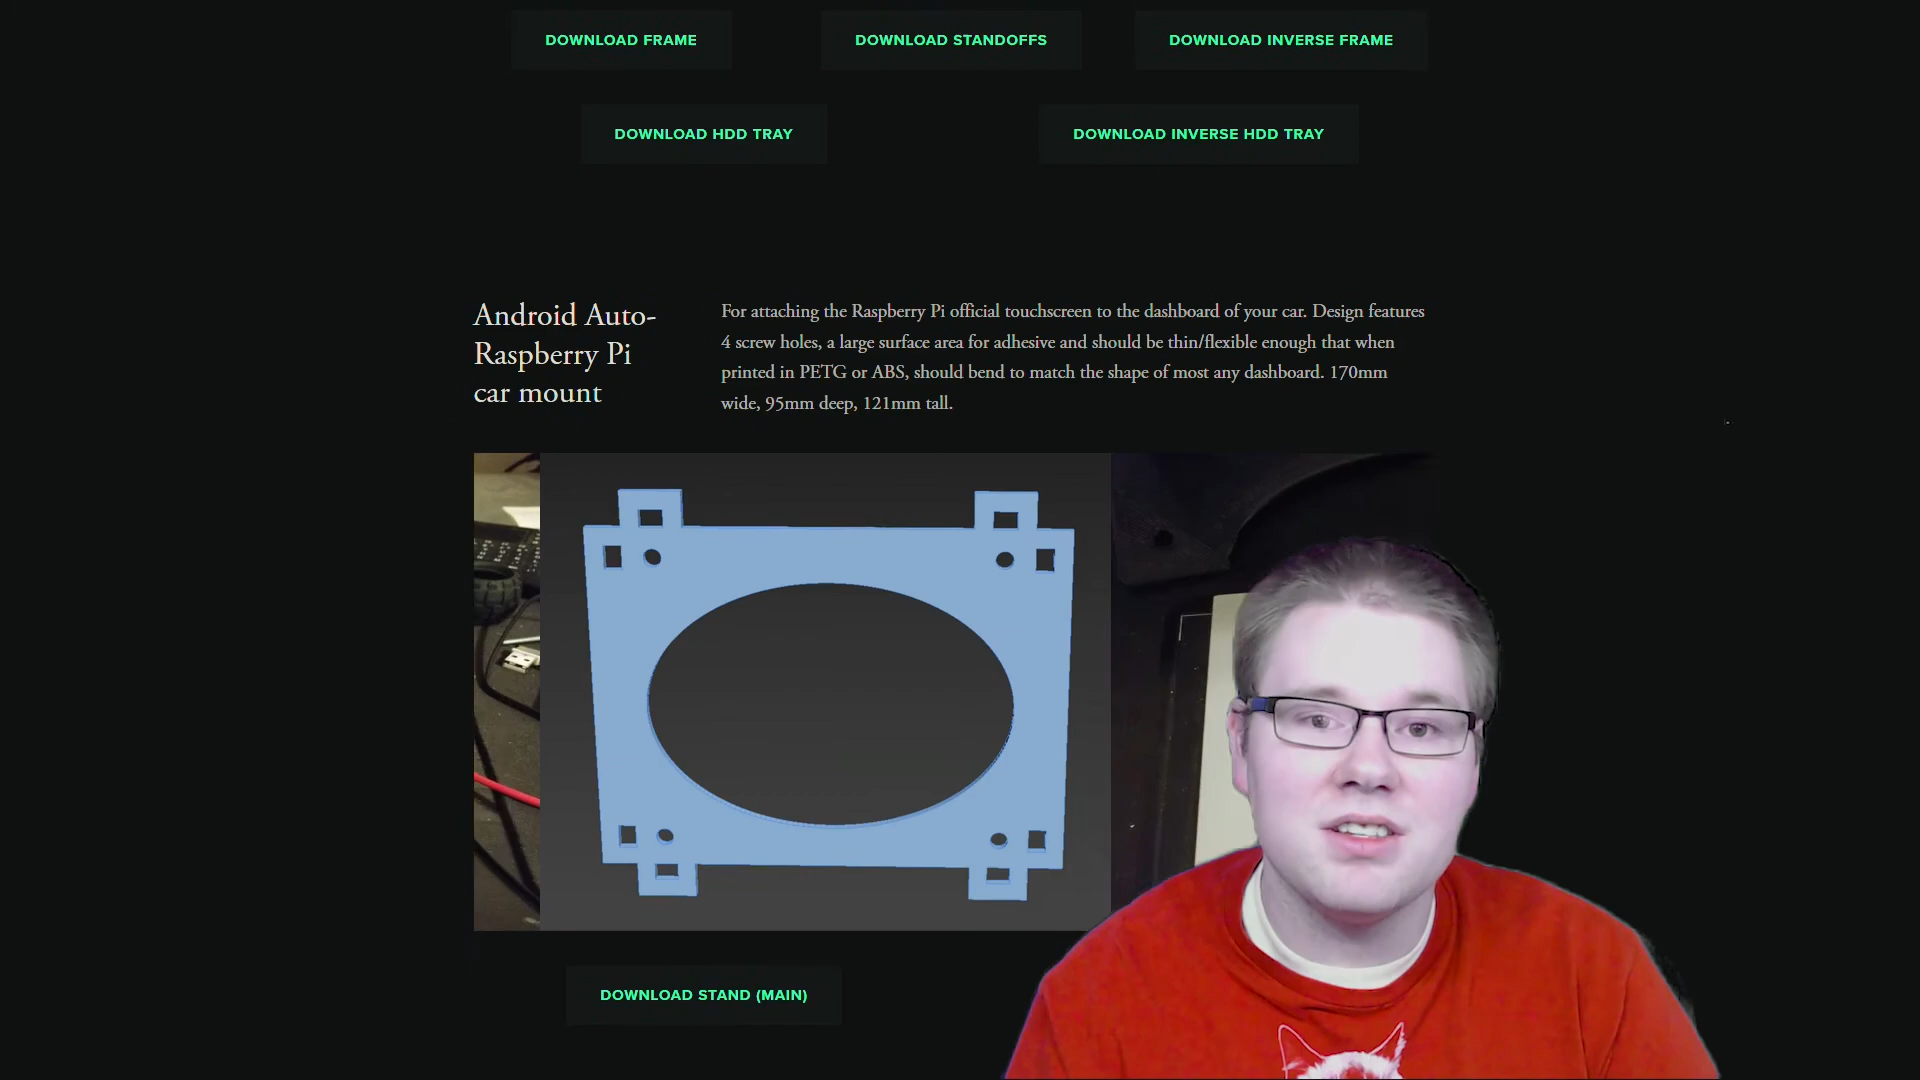 DOWNLOAD FRAME
DOWNLOAD STANDOFFS
DOWNLOAD INVERSE FRAME
DOWNLOAD HDD TRAY
DOWNLOAD INVERSE HDD TRAY
Android Auto-
Raspberry Pi
car mount
For attaching the Raspberry Pi official touchscreen to the dashboard of your car. Design features
4 screw holes, a large surface area for adhesive and should be thin/flexible enough that when
printed in PETG or ABS, should bend to match the shape of most any dashboard. 170mm
wide, 95mm deep, 121mm tall.
DOWNLOAD STAND (MAIN)